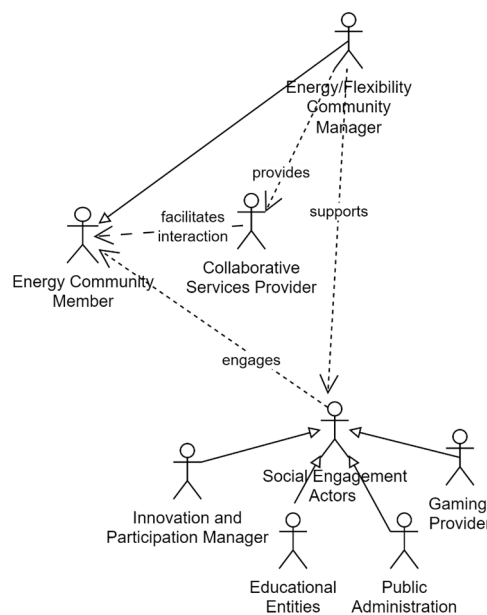 Energy/Flexibility
Community
Manager
provides
facilitates
interaction
supports
Energy Community
Member
Collaborative
Services Provider
engages
Social Engagement
Actors
Gaming
Provider
Innovation and
Participation Manager
Educational
Entities
Public
Administration